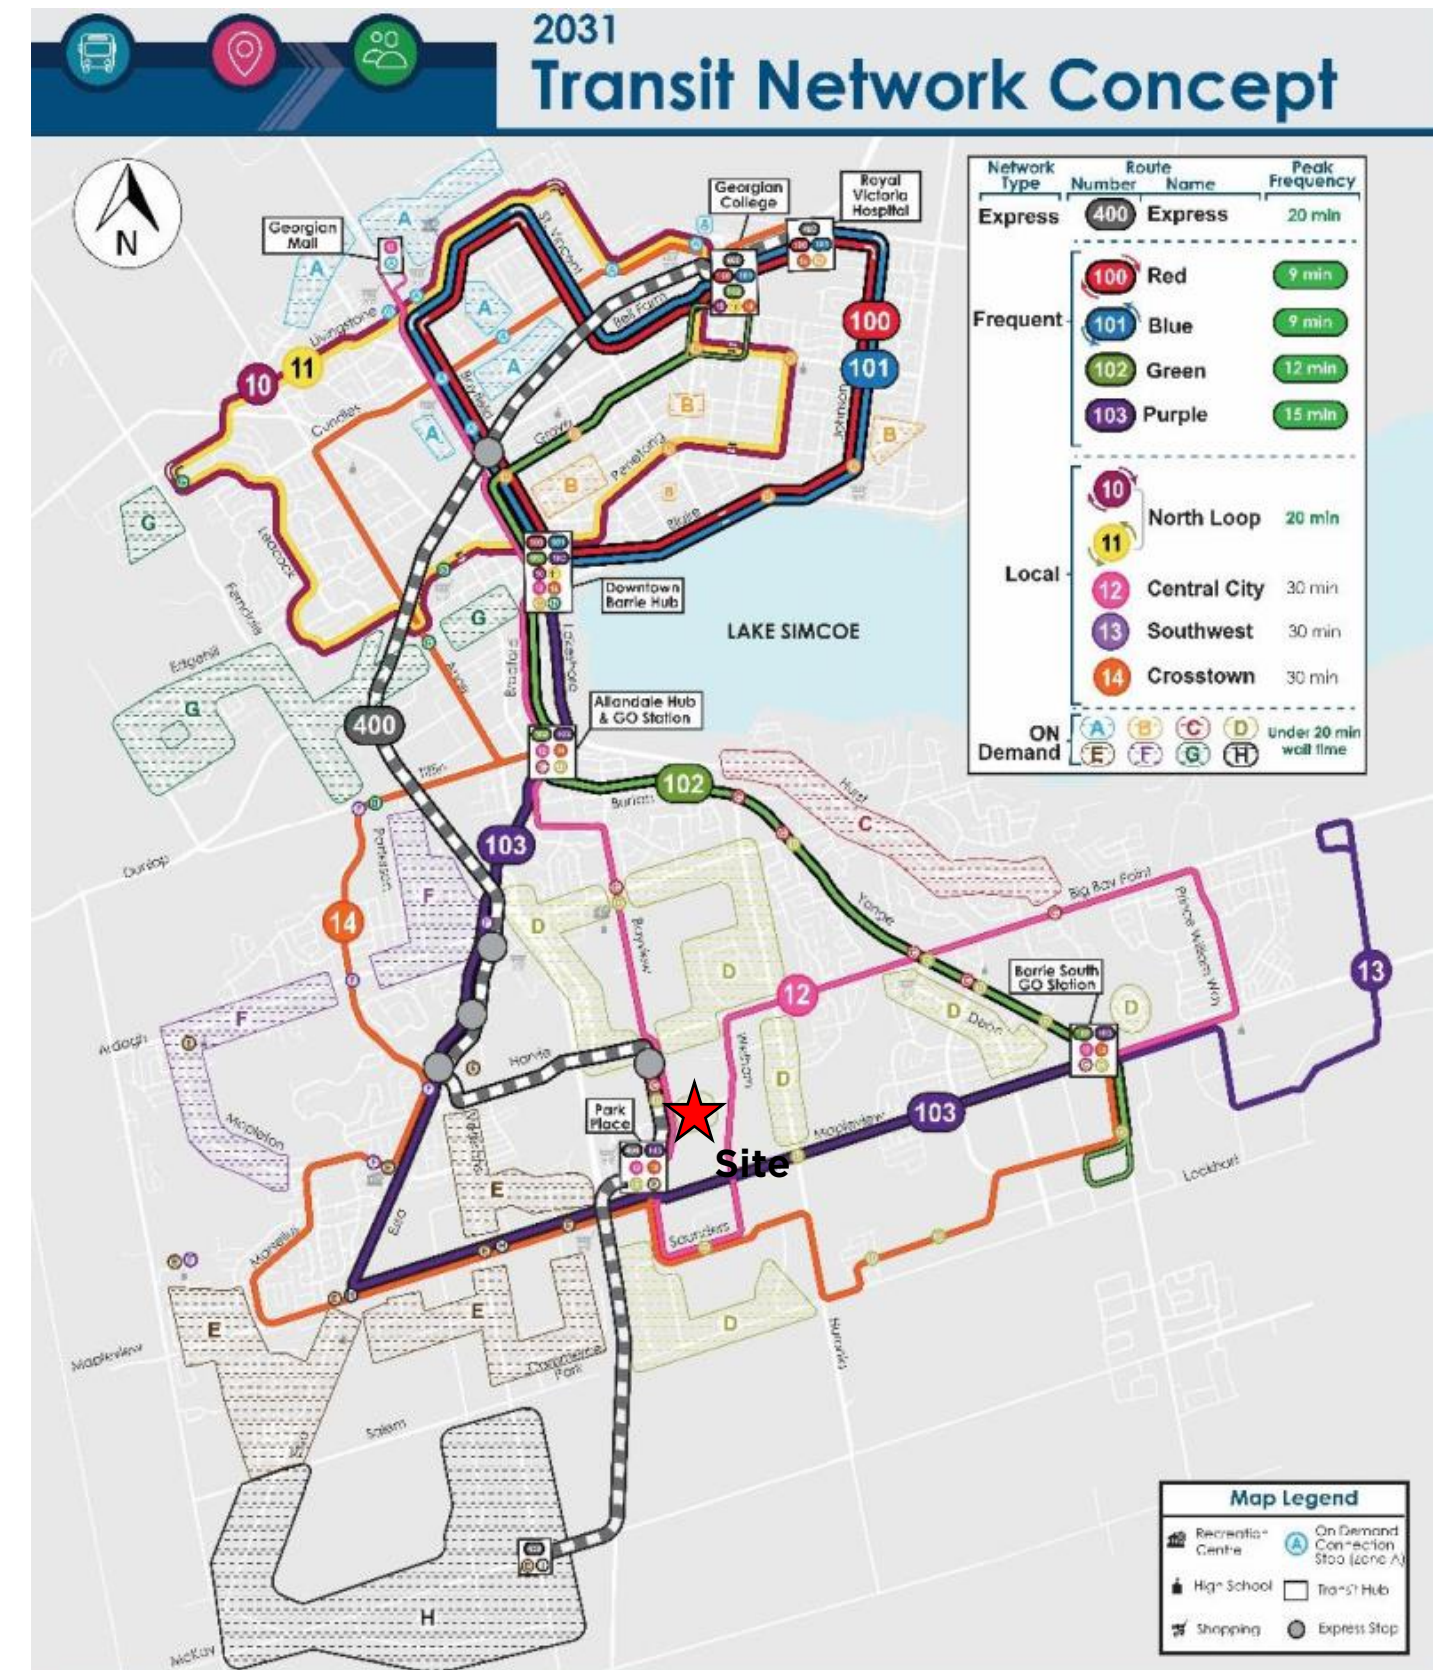 2031
Transit Network Concept
N
Network
Type
Route
Number Name
Peak
Frequency
Express 400 Express 20 min
Frequent
100 Red 9 min
101 Blue 9 min
102 Green 12 min
103 Purple 15 min
Local
10
11
North Loop 20 min
12 Central City 30 min
13 Southwest 30 min
14 Crosstown 30 min
ON
Demand
A B C D
E F G H
Under 20 min
wait time
Georgian
Mall
Georgian
College
Royal
Victoria
Hospital
A
A
A
A
A
St. Vincent
Livingstone
Bell Farm
10
11
100
101
Cundles
Bayfield
Grove
Penetang
Johnson
B
B
B
B
G
Leacock
Ferndale
Blake
Downtown
Barrie Hub
LAKE SIMCOE
G
Edgehill
G
Anne
Bradford
Lakeshore
400
Allandale Hub
& GO Station
Tiffin
102
Burton
Hurst
C
Dunlop
103
F
14
D
Bayview
D
Yonge
Big Bay Point
Prince William Way
13
12
Barrie South
GO Station
D
D
F
Ardagh
Harvie
D
Park
Place
Site
103
Mapleview
Mapleton
Lockhart
E
Essa
Saunders
E
E
D
Mapleview
Commerce
Park
Huronia
Salem
H
McKay
Map Legend
Recreation
Centre
On Demand
Connection
Stop (Zone A)
High School
Transit Hub
Shopping
Express Stop